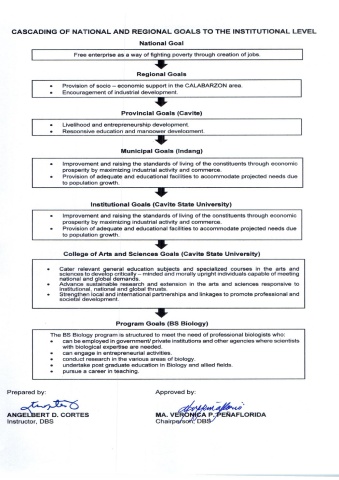 CASCADING OF NATIONAL AND REGIONAL GOALS TO THE INSTITUTIONAL LEVEL
National Goal
Free enterprise as a way of fighting poverty through creation of jobs.
Regional Goals
• Provision of socio – economic support in the CALABARZON area.
• Encouragement of industrial development.
Provincial Goals (Cavite)
• Livelihood and entrepreneurship development.
• Responsive education and manpower development.
Municipal Goals (Indang)
• Improvement and raising the standards of living of the constituents through economic
prosperity by maximizing industrial activity and commerce.
• Provision of adequate and educational facilities to accommodate projected needs due
to population growth.
Institutional Goals (Cavite State University)
• Improvement and raising the standards of living of the constituents through economic
prosperity by maximizing industrial activity and commerce.
• Provision of adequate and educational facilities to accommodate projected needs due
to population growth.
College of Arts and Sciences Goals (Cavite State University)
• Cater relevant general education subjects and specialized courses in the arts and
sciences to develop critically – minded and morally upright individuals capable of meeting
national and global demands.
• Advance sustainable research and extension in the arts and sciences responsive to
institutional, national and global thrusts.
• Strengthen local and international partnerships and linkages to promote professional and
societal development.
Program Goals (BS Biology)
The BS Biology program is structured to meet the need of professional biologists who:
• can be employed in government/ private institutions and other agencies where scientists
with biological expertise are needed.
• can engage in entrepreneurial activities.
• conduct research in the various areas of biology.
• undertake post graduate education in Biology and allied fields.
• pursue a career in teaching.
Prepared by: Approved by:
ANGELBERT D. CORTES MA. VERONICA P. PEÑAFLORIDA
Instructor, DBS Chairperson, DBS